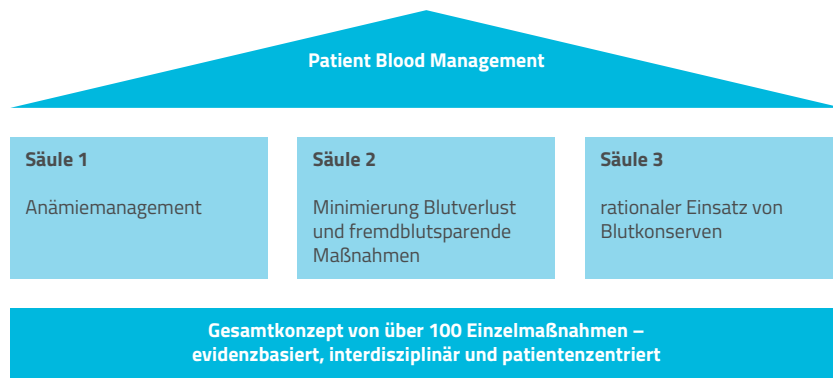 Patient Blood Management
Säule 1
Anämiemanagement
Säule 2
Minimierung Blutverlust
und fremdblutsparende
Maßnahmen
Säule 3
rationaler Einsatz von
Blutkonserven
Gesamtkonzept von über 100 Einzelmaßnahmen –
evidenzbasiert, interdisziplinär und patientenzentriert